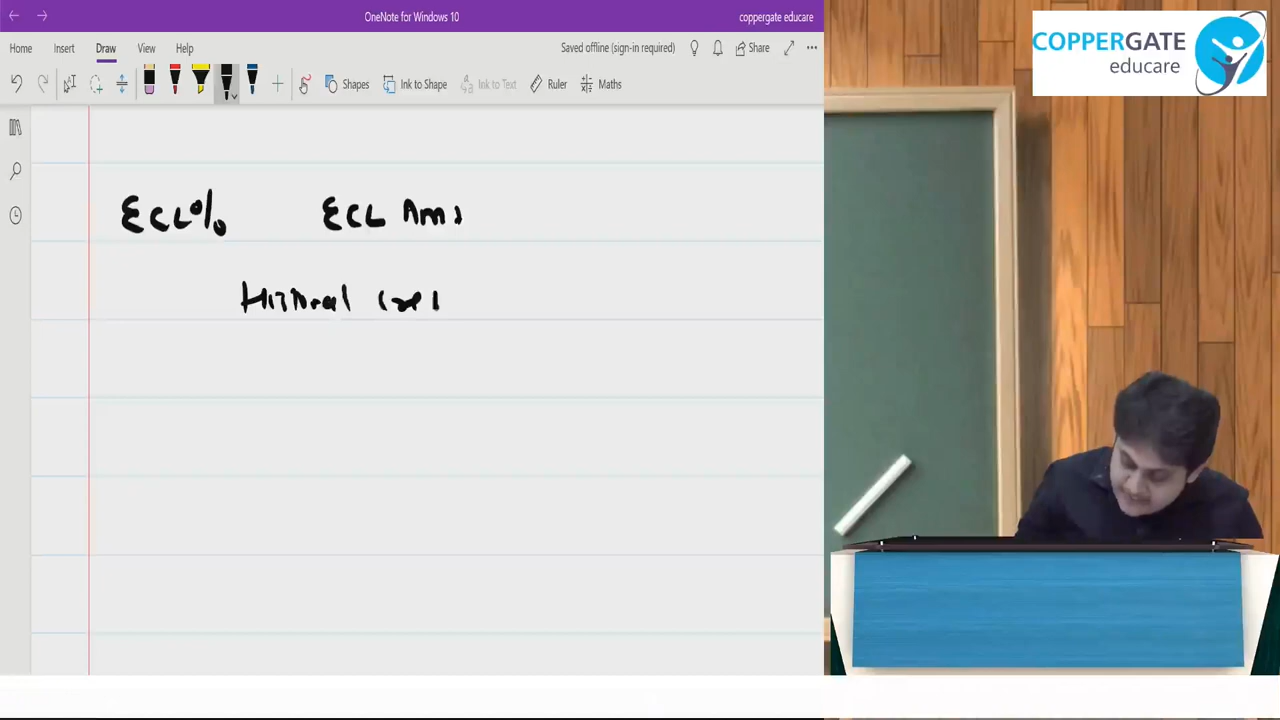 OneNote for Windows 10
coppergate educare
Home Insert Draw View Help
Saved offline (sign-in required)
Share
Shapes
Ink to Shape
Ink to Text
Ruler
Maths
COPPERGATE
educare
ECL% ECL Am